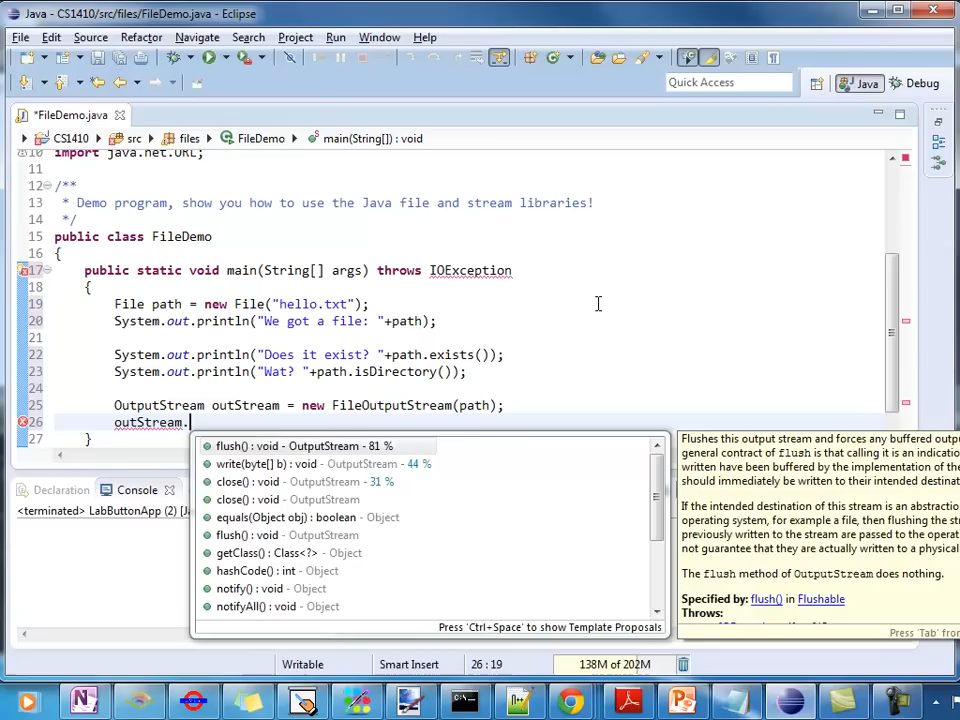 Java - CS1410/src/files/FileDemo.java - Eclipse
File Edit Source Refactor Navigate Search Project Run Window Help
Quick Access
Java
Debug
*FileDemo.java
CS1410 src files FileDemo main(String[]) : void
10 import java.net.URL;
11
12 /**
13 * Demo program, show you how to use the Java file and stream libraries!
14 */
15 public class FileDemo
16 {
17 public static void main(String[] args) throws IOException
18 {
19 File path = new File("hello.txt");
20 System.out.println("We got a file: "+path);
21
22 System.out.println("Does it exist? "+path.exists());
23 System.out.println("Wat? "+path.isDirectory());
24
25 OutputStream outStream = new FileOutputStream(path);
26 outStream.
27 }
flush() : void - OutputStream - 81 %
write(byte[] b) : void - OutputStream - 44 %
close() : void - OutputStream - 31 %
close() : void - OutputStream
equals(Object obj) : boolean - Object
flush() : void - OutputStream
getClass() : Class<?> - Object
hashCode() : int - Object
notify() : void - Object
notifyAll() : void - Object
Press 'Ctrl+Space' to show Template Proposals
Flushes this output stream and forces any buffered outp
general contract of flush is that calling it is an indicatio
written have been buffered by the implementation of the
should immediately be written to their intended destinat
If the intended destination of this stream is an abstractio
operating system, for example a file, then flushing the str
previously written to the stream are passed to the operat
not guarantee that they are actually written to a physical
The flush method of OutputStream does nothing.
Specified by: flush() in Flushable
Throws:
Press 'Tab' from
Declaration Console
<terminated> LabButtonApp (2) [Ja
Writable Smart Insert 26 : 19 138M of 202M